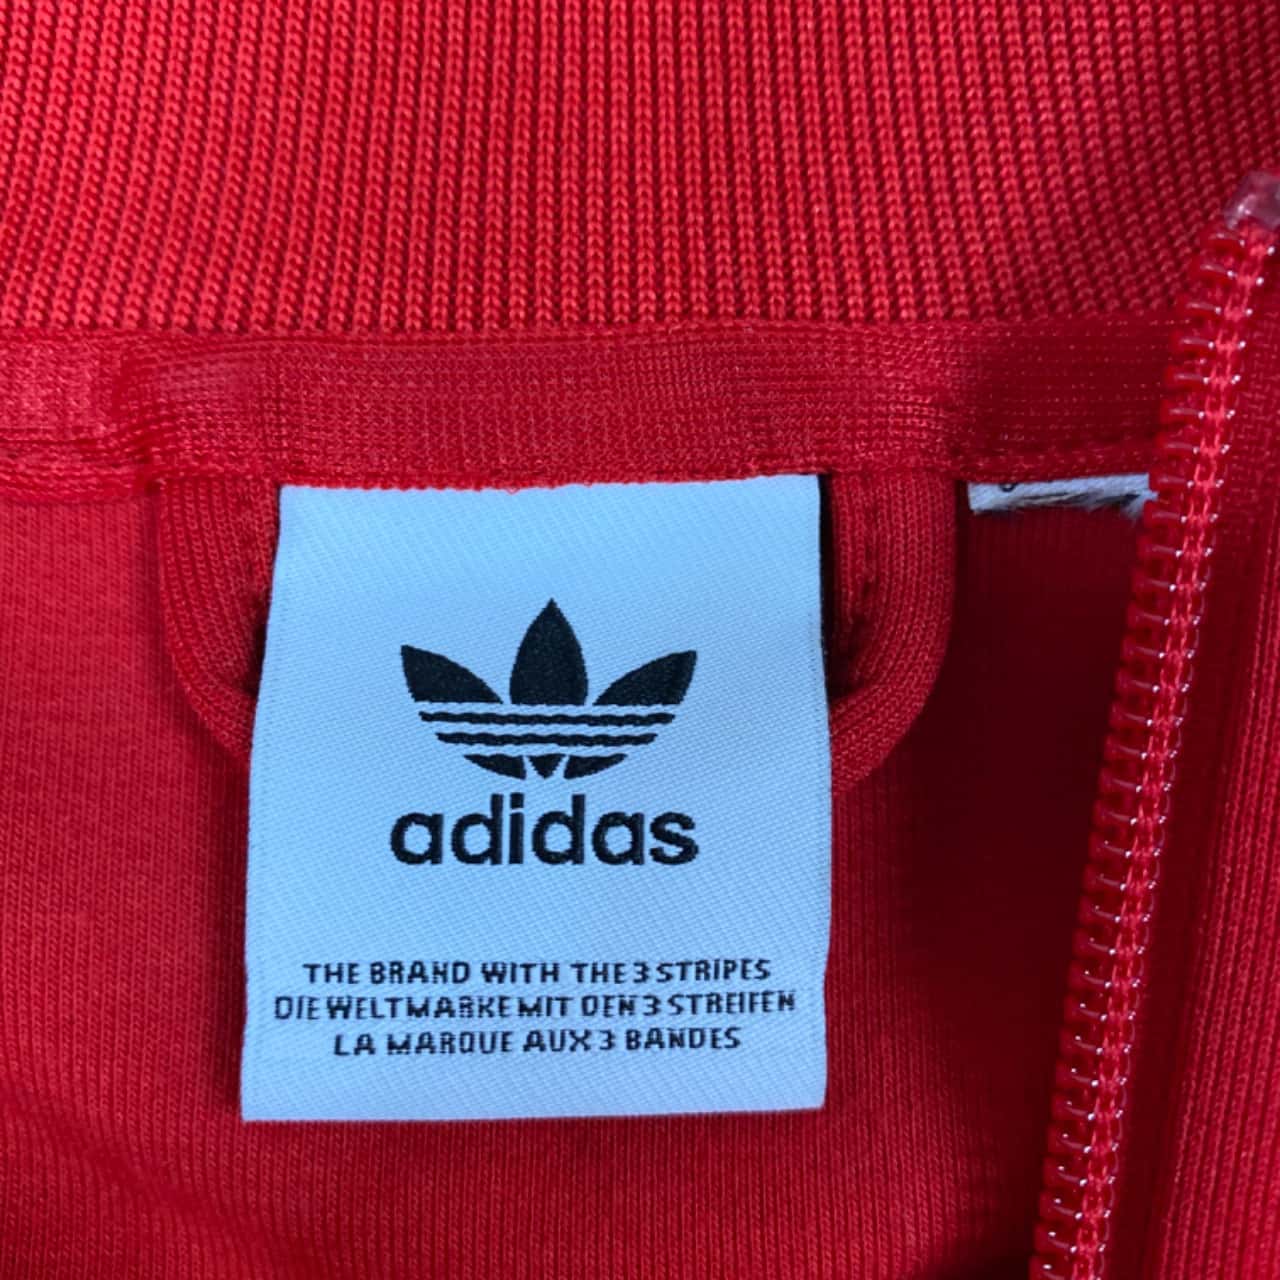 adidas
THE BRAND WITH THE 3 STRIPES
DIE WELTMARKE MIT DEN 3 STREIFEN
LA MARQUE AUX 3 BANDES